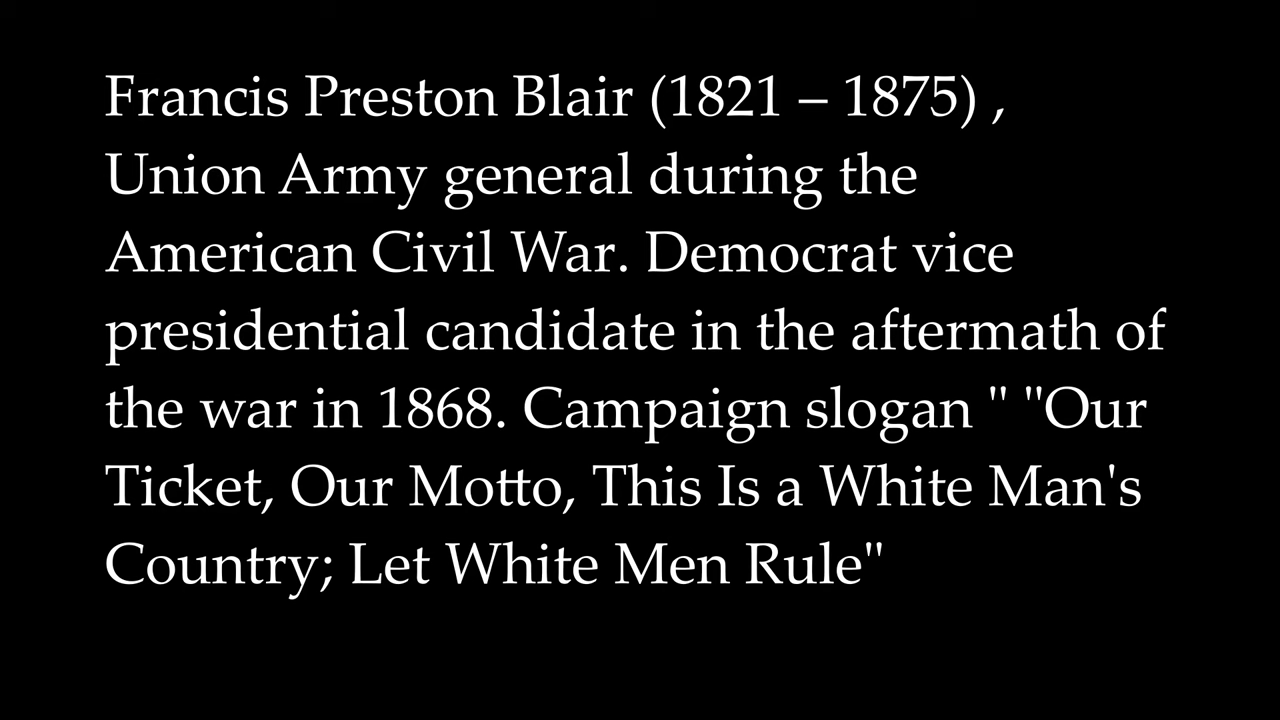 Francis Preston Blair (1821 – 1875) ,
Union Army general during the
American Civil War. Democrat vice
presidential candidate in the aftermath of
the war in 1868. Campaign slogan " "Our
Ticket, Our Motto, This Is a White Man's
Country; Let White Men Rule"